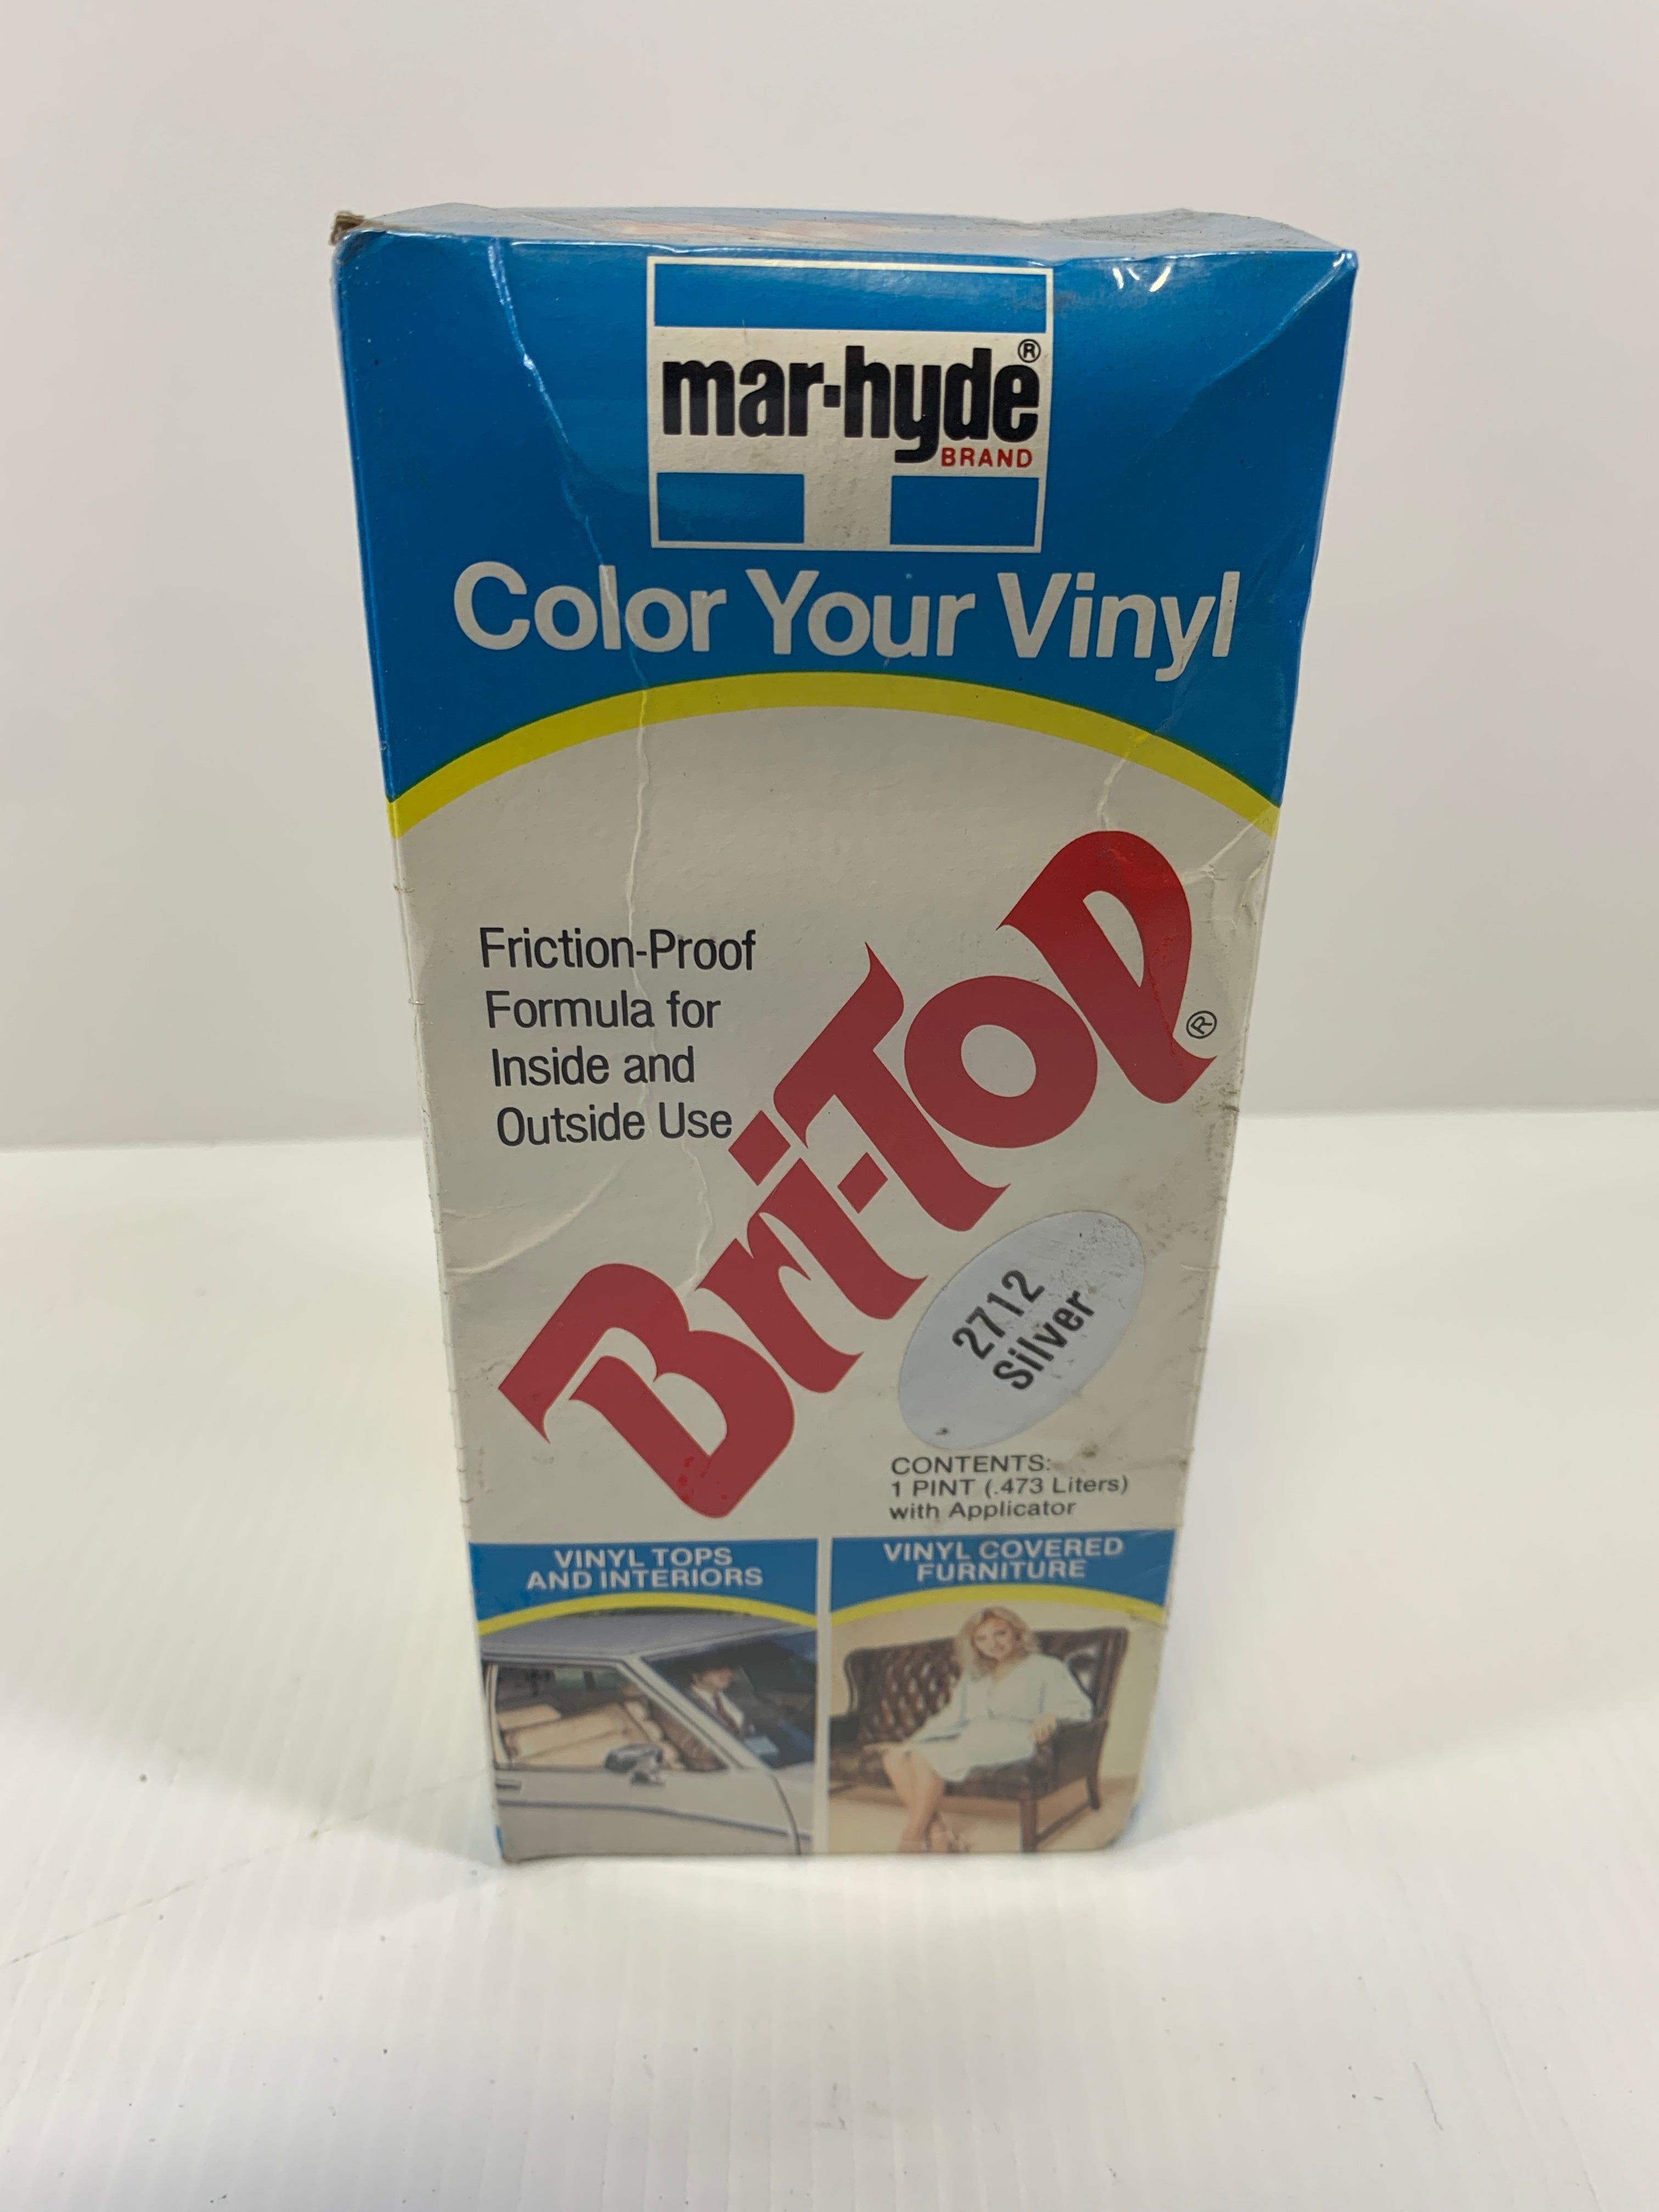 mar-hyde®
BRAND
Color Your Vinyl
Friction-Proof
Formula for
Inside and
Outside Use
Bri-Top®
2712
Silver
CONTENTS:
1 PINT (.473 Liters)
with Applicator
VINYL TOPS
AND INTERIORS
VINYL COVERED
FURNITURE